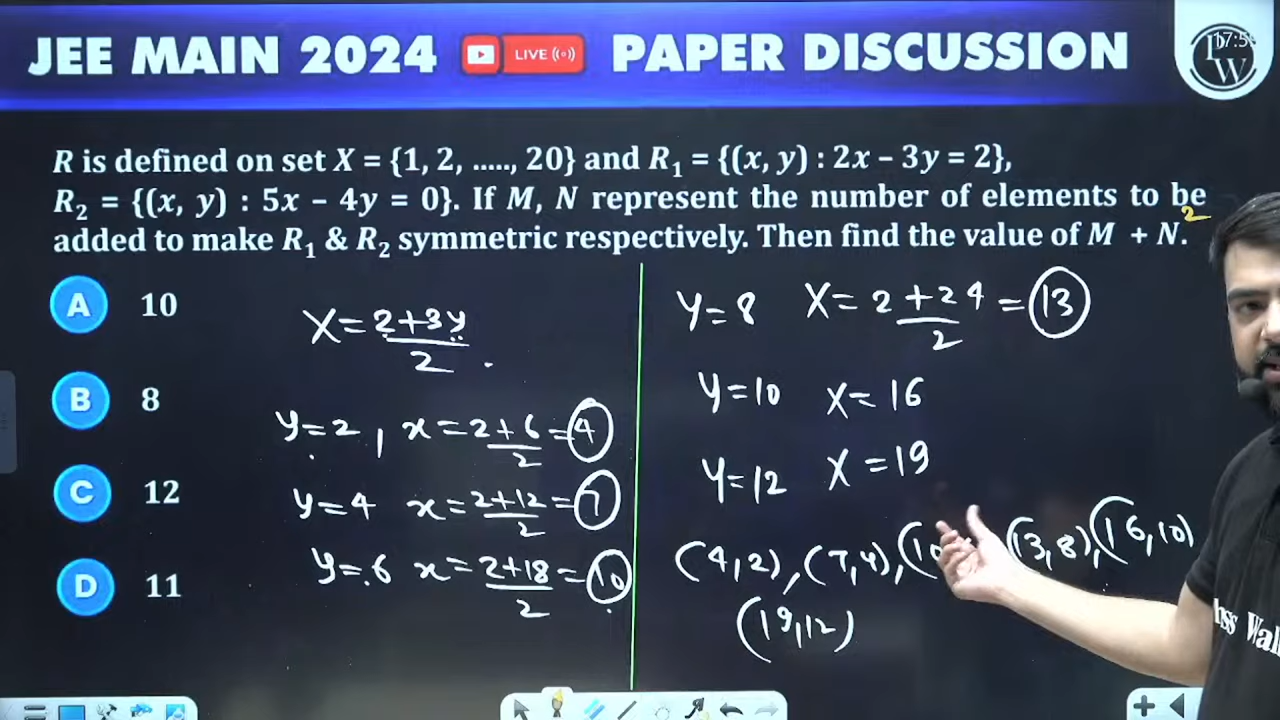 JEE MAIN 2024 LIVE PAPER DISCUSSION
17:5
W
R is defined on set X = {1, 2, ....., 20} and R₁ = {(x, y) : 2x – 3y = 2},
R₂ = {(x, y) : 5x – 4y = 0}. If M, N represent the number of elements to be
2
added to make R₁ & R₂ symmetric respectively. Then find the value of M + N.
A 10
B 8
C 12
D 11
X = 2+3y/2
y=2, x = 2+6/2 = 4
y=4 x = 2+12/2 = 7
y=6 x = 2+18/2 = 10
Y=8 X = 2+24/2 = 13
Y=10 X=16
Y=12 X=19
(4,2), (7,4), (10 (13,8), (16,10)
(19,12)